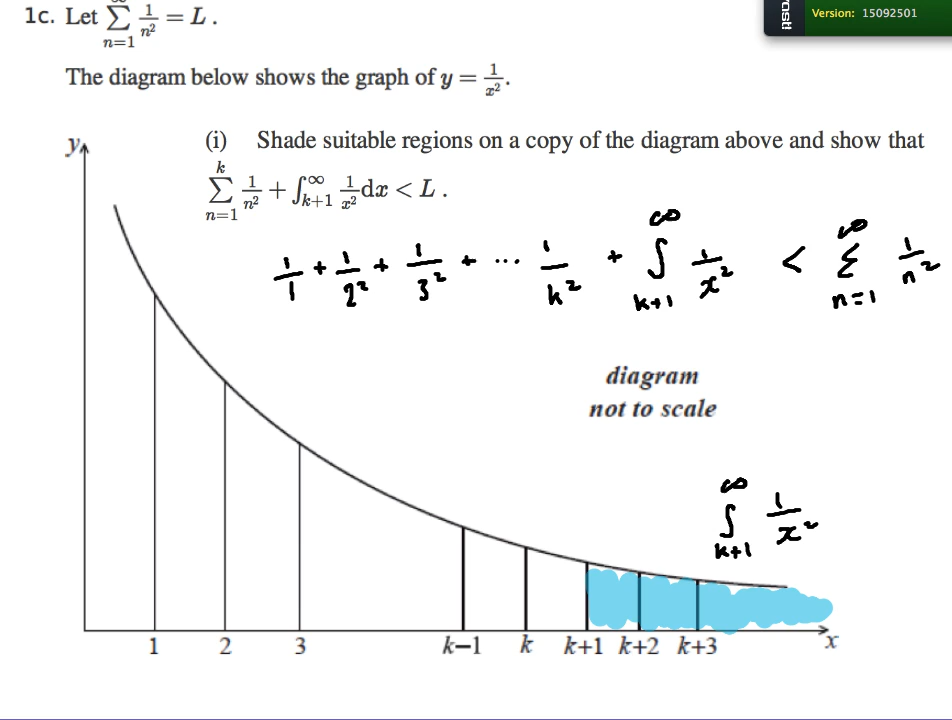 1c. Let ∑_{n=1}^{∞} 1/n² = L .
Version: 15092501
The diagram below shows the graph of y = 1/x².
(i) Shade suitable regions on a copy of the diagram above and show that
∑_{n=1}^{k} 1/n² + ∫_{k+1}^{∞} 1/x² dx < L .
1/1 + 1/2² + 1/3² + ... 1/k² + ∫_{k+1}^{∞} 1/x² < ∑_{n=1}^{∞} 1/n²
diagram
not to scale
∫_{k+1}^{∞} 1/x²
y
1 2 3 k−1 k k+1 k+2 k+3 x